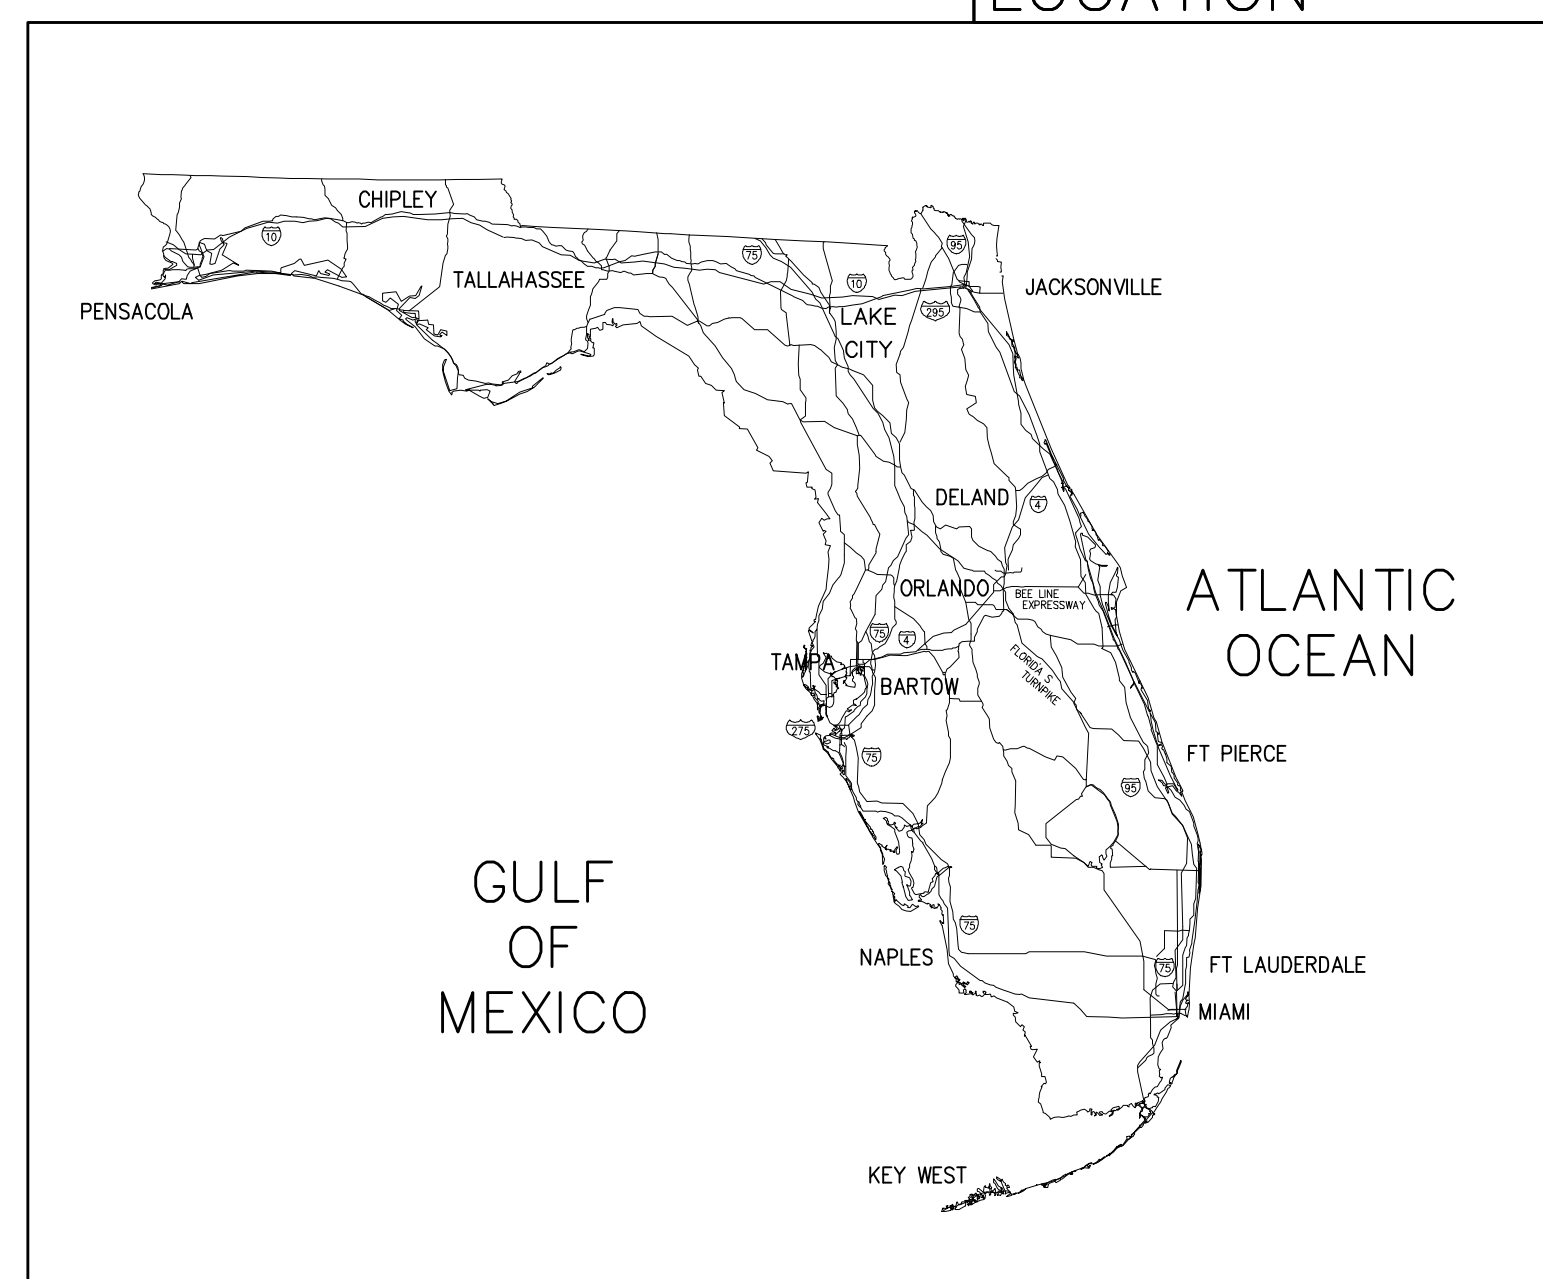 LOCATION
CHIPLEY
10
75
95
TALLAHASSEE
10
JACKSONVILLE
PENSACOLA
295
LAKE
CITY
DELAND
4
ORLANDO
BEE LINE
EXPRESSWAY
ATLANTIC
OCEAN
75
4
TAMPA
FLORIDA'S
TURNPIKE
BARTOW
275
75
FT PIERCE
95
GULF
OF
MEXICO
75
NAPLES
75
FT LAUDERDALE
MIAMI
KEY WEST